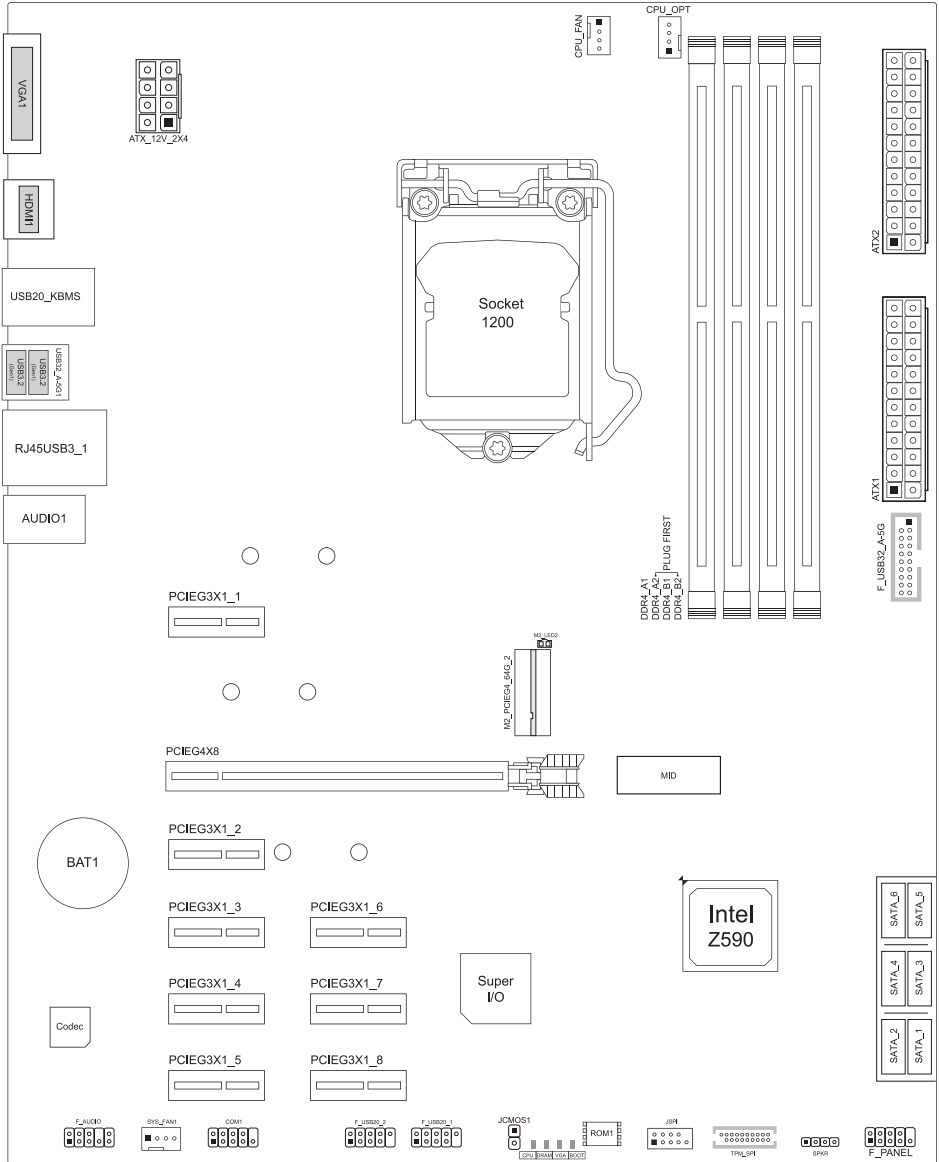 CPU_FAN
CPU_OPT
VGA1
ATX_12V_2X4
HDMI1
ATX2
USB20_KBMS
Socket
1200
USB32_A-5G1
USB3.2
(Gen1)
USB3.2
(Gen1)
RJ45USB3_1
ATX1
AUDIO1
F_USB32_A-5G
PLUG FIRST
DDR4_A1
DDR4_A2
DDR4_B1
DDR4_B2
PCIEG3X1_1
M2_LED2
M2_PCIEG4_64G_2
PCIEG4X8
MID
PCIEG3X1_2
BAT1
PCIEG3X1_3
PCIEG3X1_6
Intel
Z590
SATA_6
SATA_5
SATA_4
SATA_3
SATA_2
SATA_1
PCIEG3X1_4
PCIEG3X1_7
Super
I/O
Codec
PCIEG3X1_5
PCIEG3X1_8
F_AUDIO
SYS_FAN1
COM1
F_USB20_2
F_USB20_1
JCMOS1
CPU DRAM VGA BOOT
ROM1
JSPI
TPM_SPI
SPKR
F_PANEL